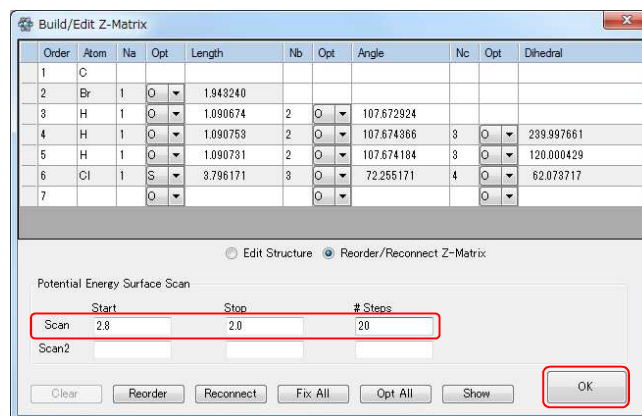 Build/Edit Z-Matrix
Order Atom Na Opt Length Nb Opt Angle Nc Opt Dihedral
1 C
2 Br 1 O 1.943240
3 H 1 O 1.090674 2 O 107.672924
4 H 1 O 1.090753 2 O 107.674366 3 O 239.997661
5 H 1 O 1.090731 2 O 107.674184 3 O 120.000429
6 Cl 1 S 3.796171 3 O 72.255171 4 O 62.073717
7 O O O
Edit Structure Reorder/Reconnect Z-Matrix
Potential Energy Surface Scan
Start Stop # Steps
Scan 2.8 2.0 20
Scan2
Clear Reorder Reconnect Fix All Opt All Show OK